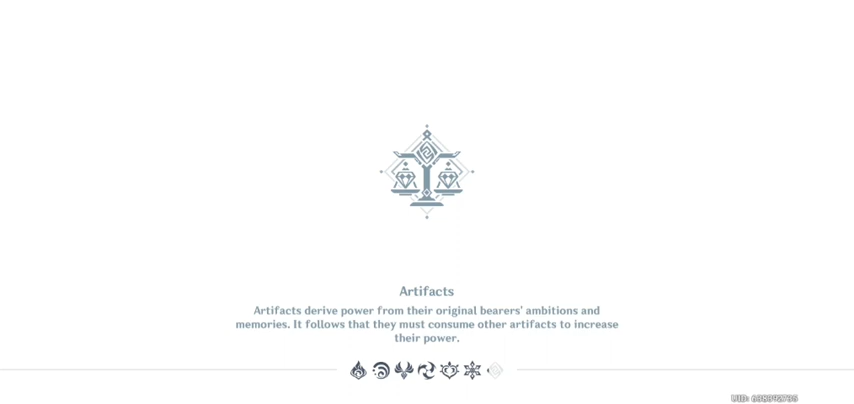 Artifacts
Artifacts derive power from their original bearers' ambitions and
memories. It follows that they must consume other artifacts to increase
their power.
UID: